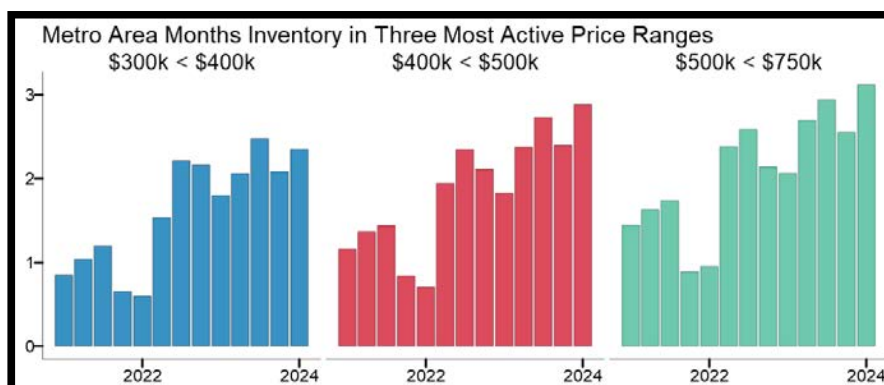 Metro Area Months Inventory in Three Most Active Price Ranges
$300k < $400k
$400k < $500k
$500k < $750k
3
2
1
0
2022
2024
2022
2024
2022
2024